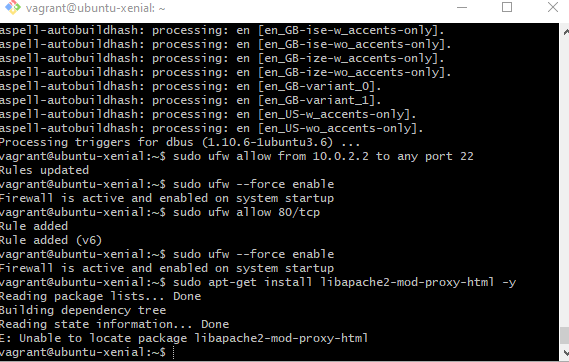 vagrant@ubuntu-xenial: ~
aspell-autobuildhash: processing: en [en_GB-ise-w_accents-only].
aspell-autobuildhash: processing: en [en_GB-ise-wo_accents-only].
aspell-autobuildhash: processing: en [en_GB-ize-w_accents-only].
aspell-autobuildhash: processing: en [en_GB-ize-wo_accents-only].
aspell-autobuildhash: processing: en [en_GB-variant_0].
aspell-autobuildhash: processing: en [en_GB-variant_1].
aspell-autobuildhash: processing: en [en_US-w_accents-only].
aspell-autobuildhash: processing: en [en_US-wo_accents-only].
Processing triggers for dbus (1.10.6-1ubuntu3.6) ...
vagrant@ubuntu-xenial:~$ sudo ufw allow from 10.0.2.2 to any port 22
Rules updated
vagrant@ubuntu-xenial:~$ sudo ufw --force enable
Firewall is active and enabled on system startup
vagrant@ubuntu-xenial:~$ sudo ufw allow 80/tcp
Rule added
Rule added (v6)
vagrant@ubuntu-xenial:~$ sudo ufw --force enable
Firewall is active and enabled on system startup
vagrant@ubuntu-xenial:~$ sudo apt-get install libapache2-mod-proxy-html -y
Reading package lists... Done
Building dependency tree
Reading state information... Done
E: Unable to locate package libapache2-mod-proxy-html
vagrant@ubuntu-xenial:~$